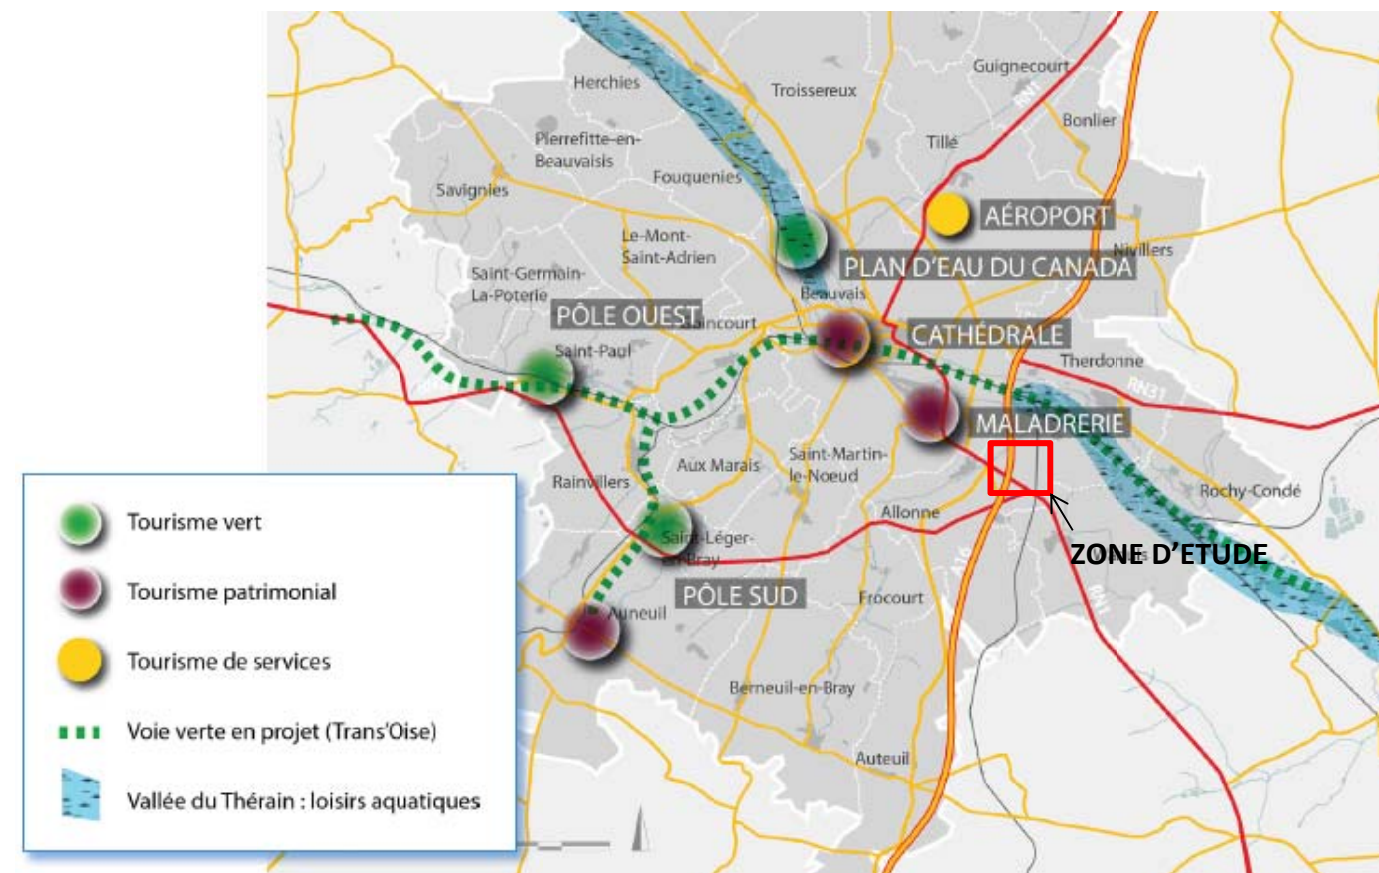 Guignecourt
Herchies
Troissereux
RN1
Bonlier
Tillé
Pierrefitte-en-
Beauvaisis
Fouquenies
Savignies
AÉROPORT
Le-Mont-
Saint-Adrien
Nivillers
PLAN D'EAU DU CANADA
Saint-Germain-
La-Poterie
Beauvais
PÔLE OUEST
CATHÉDRALE
Saint-Paul
Therdonne
RN31
MALADRERIE
Saint-Martin-
le-Noeud
Aux Marais
Rainvillers
Rochy-Condé
Allonne
Saint-Léger-
en-Bray
ZONE D'ETUDE
A16
PÔLE SUD
Frocourt
RN1
Auneuil
Berneuil-en-Bray
Auteuil
Tourisme vert
Tourisme patrimonial
Tourisme de services
Voie verte en projet (Trans'Oise)
Vallée du Thérain : loisirs aquatiques